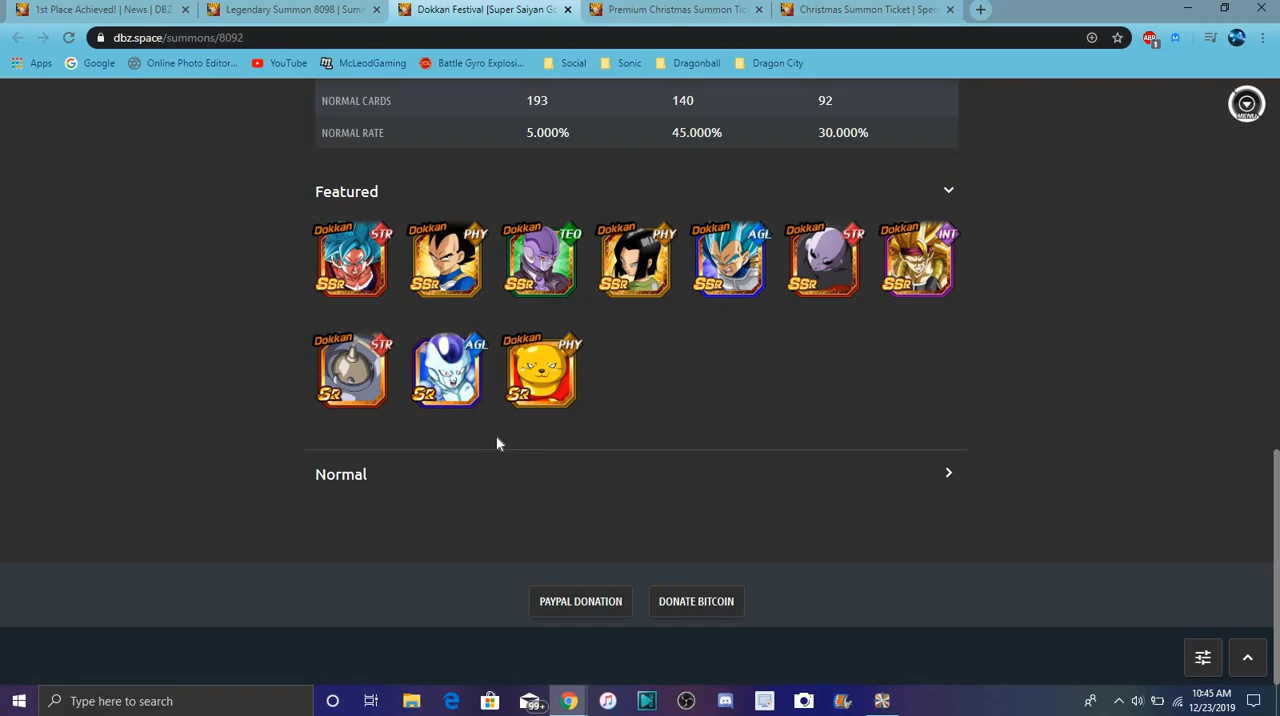 1st Place Achieved! | News | DBZ
Legendary Summon 8098 | Sum
Dokkan Festival [Super Saiyan Go
Premium Christmas Summon Tic
Christmas Summon Ticket | Spec
dbz.space/summons/8092
1
Apps
Google
Online Photo Editor...
YouTube
McLeodGaming
Battle Gyro Explosi...
Social
Sonic
Dragonball
Dragon City
NORMAL CARDS 193 140 92
NORMAL RATE 5.000% 45.000% 30.000%
MENU
Featured
Dokkan STR SSR
Dokkan PHY SSR
Dokkan TEQ SSR
Dokkan PHY SSR
Dokkan AGL SSR
Dokkan STR SSR
Dokkan INT SSR
Dokkan STR SR
Dokkan AGL SR
Dokkan PHY SR
Normal
PAYPAL DONATION
DONATE BITCOIN
Type here to search
99+
10:45 AM
12/23/2019